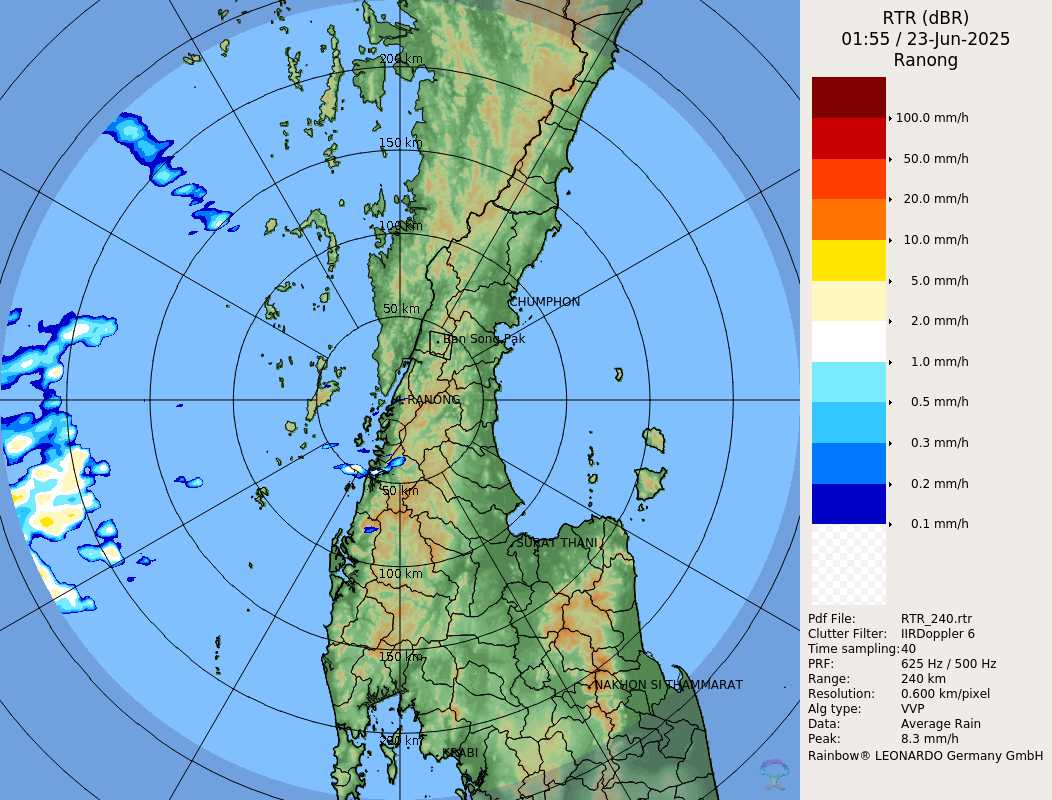 RTR (dBR)
01:55 / 23-Jun-2025
Ranong
100.0 mm/h
50.0 mm/h
20.0 mm/h
10.0 mm/h
5.0 mm/h
2.0 mm/h
1.0 mm/h
0.5 mm/h
0.3 mm/h
0.2 mm/h
0.1 mm/h
Pdf File: RTR_240.rtr
Clutter Filter: IIRDoppler 6
Time sampling:40
PRF: 625 Hz / 500 Hz
Range: 240 km
Resolution: 0.600 km/pixel
Alg type: VVP
Data: Average Rain
Peak: 8.3 mm/h
Rainbow® LEONARDO Germany GmbH
200 km
150 km
100 km
CHUMPHON
50 km
Ban Song Pak
RANONG
50 km
SURAT THANI
100 km
150 km
NAKHON SI THAMMARAT
200 km
KRABI